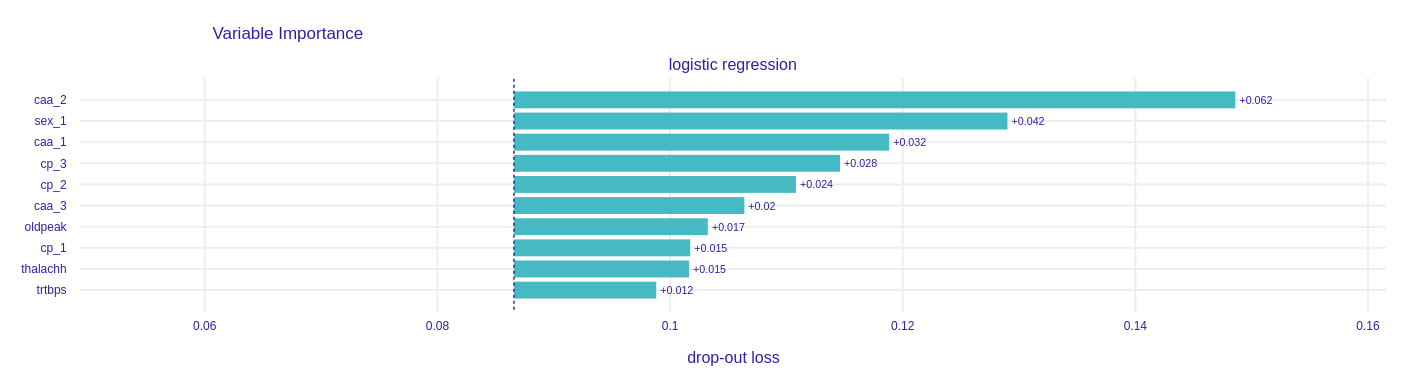 Variable Importance
logistic regression
caa_2
+0.062
sex_1
+0.042
caa_1
+0.032
cp_3
+0.028
cp_2
+0.024
caa_3
+0.02
oldpeak
+0.017
cp_1
+0.015
thalachh
+0.015
trtbps
+0.012
0.06 0.08 0.1 0.12 0.14 0.16
drop-out loss